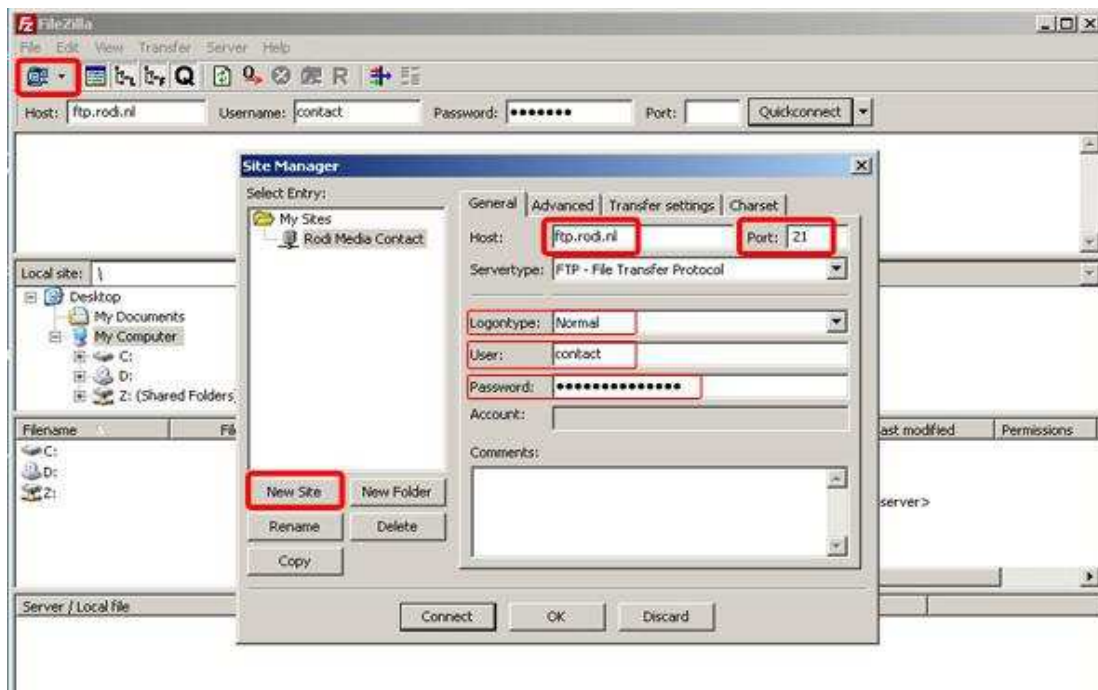 FileZilla
File Edit View Transfer Server Help
Host: ftp.rodi.nl Username: contact Password: ●●●●●●● Port: Quickconnect
Site Manager
Select Entry:
My Sites
Rodi Media Contact
New Site New Folder
Rename Delete
Copy
General Advanced Transfer settings Charset
Host: ftp.rodi.nl Port: 21
Servertype: FTP - File Transfer Protocol
Logontype: Normal
User: contact
Password: ●●●●●●●●●●●●●●
Account:
Comments:
Connect OK Discard
Local site: \
Desktop
My Documents
My Computer
C:
D:
Z: (Shared Folders
Filename
C:
D:
Z:
ast modified Permissions
server>
Server / Local file